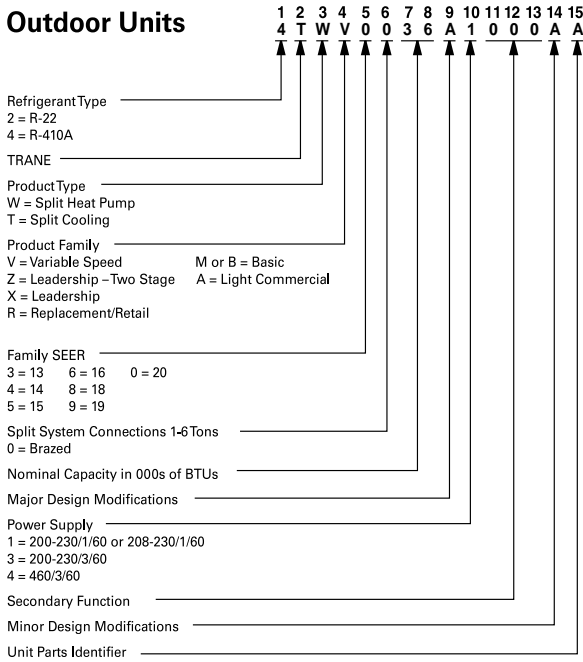 Outdoor Units
1 2 3 4 5 6 7 8 9 10 11 12 13 14 15
4 T W V 0 0 3 6 A 1 0 0 0 A A
Refrigerant Type
2 = R-22
4 = R-410A
TRANE
Product Type
W = Split Heat Pump
T = Split Cooling
Product Family
V = Variable Speed M or B = Basic
Z = Leadership – Two Stage A = Light Commercial
X = Leadership
R = Replacement/Retail
Family SEER
3 = 13 6 = 16 0 = 20
4 = 14 8 = 18
5 = 15 9 = 19
Split System Connections 1-6 Tons
0 = Brazed
Nominal Capacity in 000s of BTUs
Major Design Modifications
Power Supply
1 = 200-230/1/60 or 208-230/1/60
3 = 200-230/3/60
4 = 460/3/60
Secondary Function
Minor Design Modifications
Unit Parts Identifier